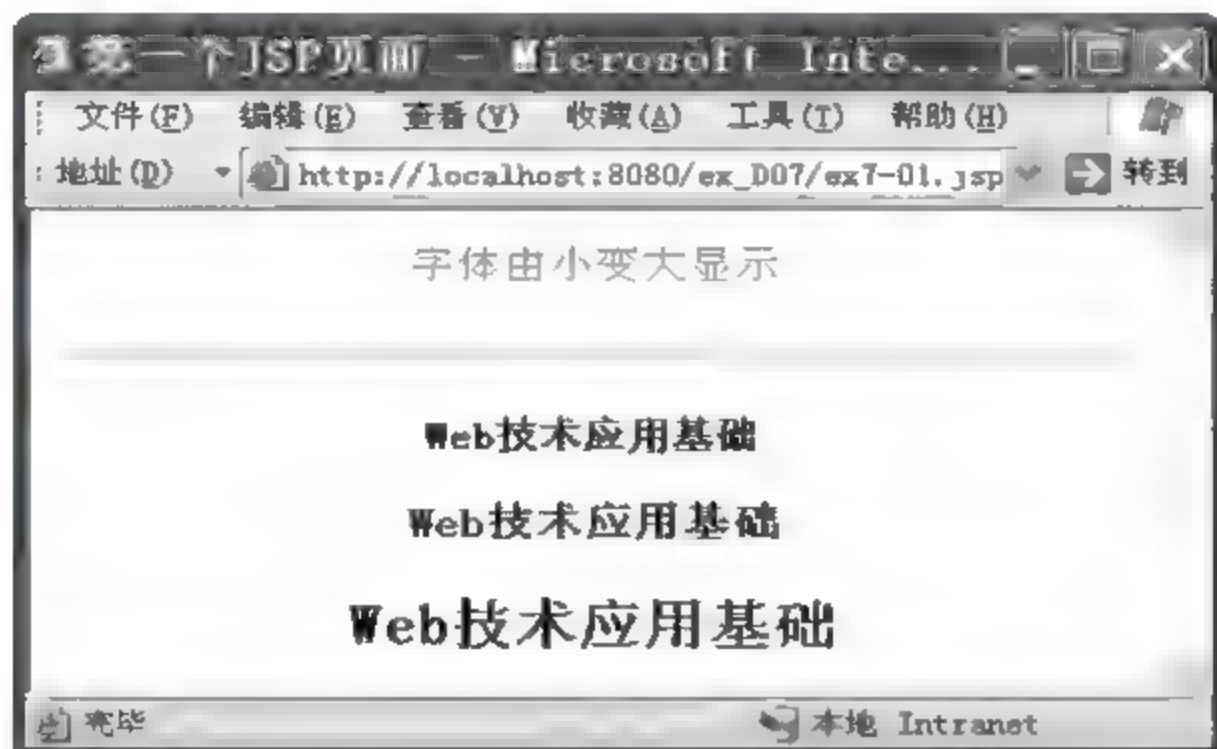 第一个JSP页面 - Microsoft Inte...
文件(F) 编辑(E) 查看(V) 收藏(A) 工具(T) 帮助(H)
地址(D) http://localhost:8080/ex_D07/ex7-01.jsp 转到
字体由小变大显示
Web技术应用基础
Web技术应用基础
Web技术应用基础
完毕 本地 Intranet